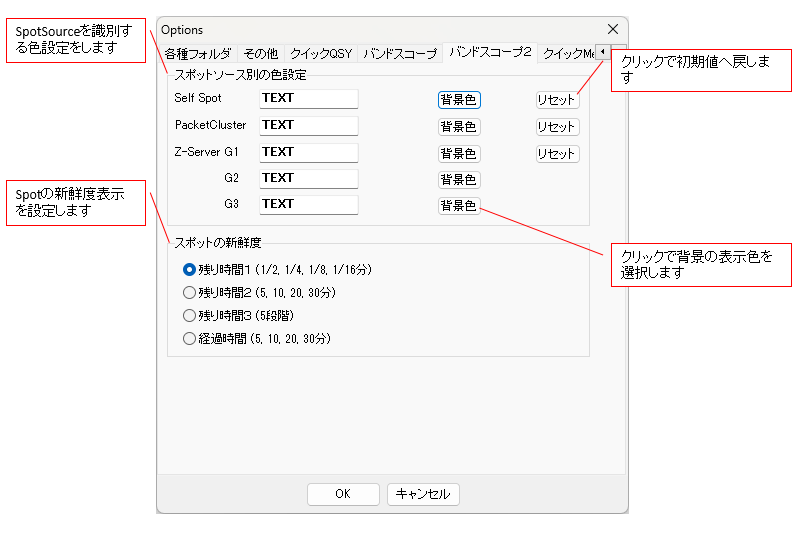 SpotSourceを識別す
る色設定をします
Options
各種フォルダ その他 クイックQSY バンドスコープ バンドスコープ2 クイックMe
クリックで初期値へ戻しま
す
スポットソース別の色設定
Self Spot TEXT 背景色 リセット
PacketCluster TEXT 背景色 リセット
Z-Server G1 TEXT 背景色 リセット
G2 TEXT 背景色
G3 TEXT 背景色
Spotの新鮮度表示
を設定します
スポットの新鮮度
クリックで背景の表示色を
選択します
残り時間1 (1/2, 1/4, 1/8, 1/16分)
残り時間2 (5, 10, 20, 30分)
残り時間3 (5段階)
経過時間 (5, 10, 20, 30分)
OK キャンセル